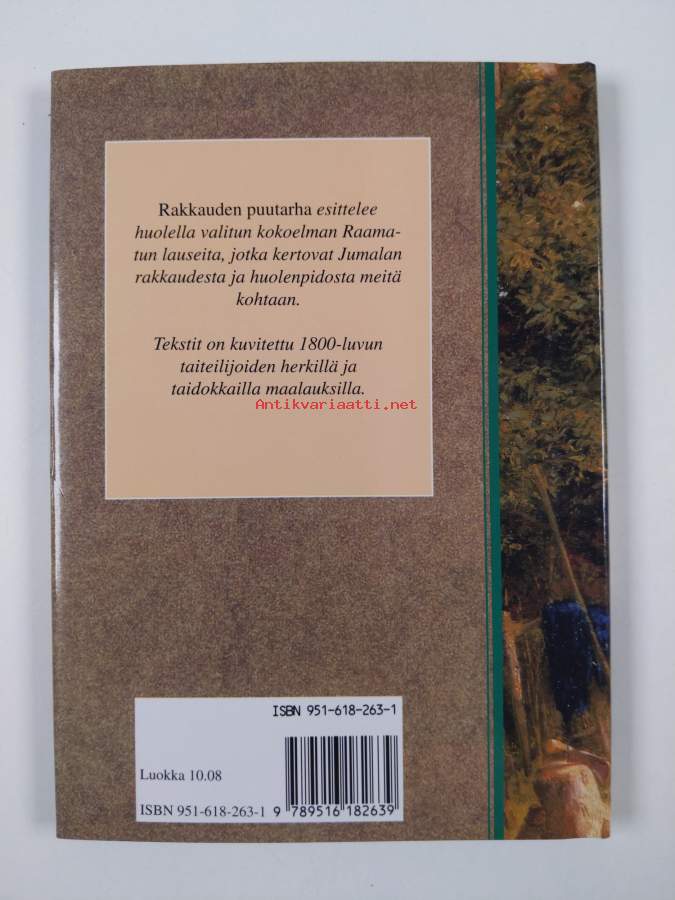 Rakkauden puutarha esittelee
huolella valitun kokoelman Raama-
tun lauseita, jotka kertovat Jumalan
rakkaudesta ja huolenpidosta meitä
kohtaan.
Tekstit on kuvitettu 1800-luvun
taiteilijoiden herkillä ja
taidokkailla maalauksilla.
Antikvariaatti.net
ISBN 951-618-263-1
Luokka 10.08
ISBN 951-618-263-1
9 789516 182639